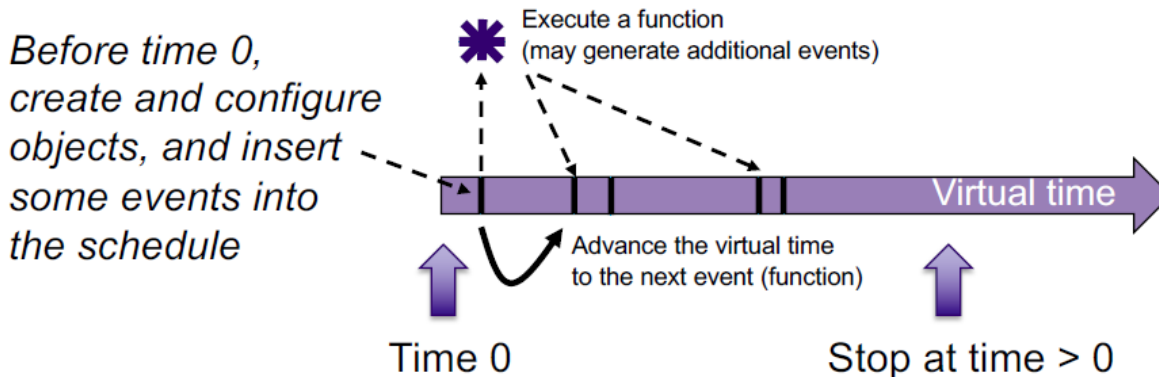 Before time 0,
create and configure
objects, and insert
some events into
the schedule
Execute a function
(may generate additional events)
Virtual time
Advance the virtual time
to the next event (function)
Time 0
Stop at time > 0